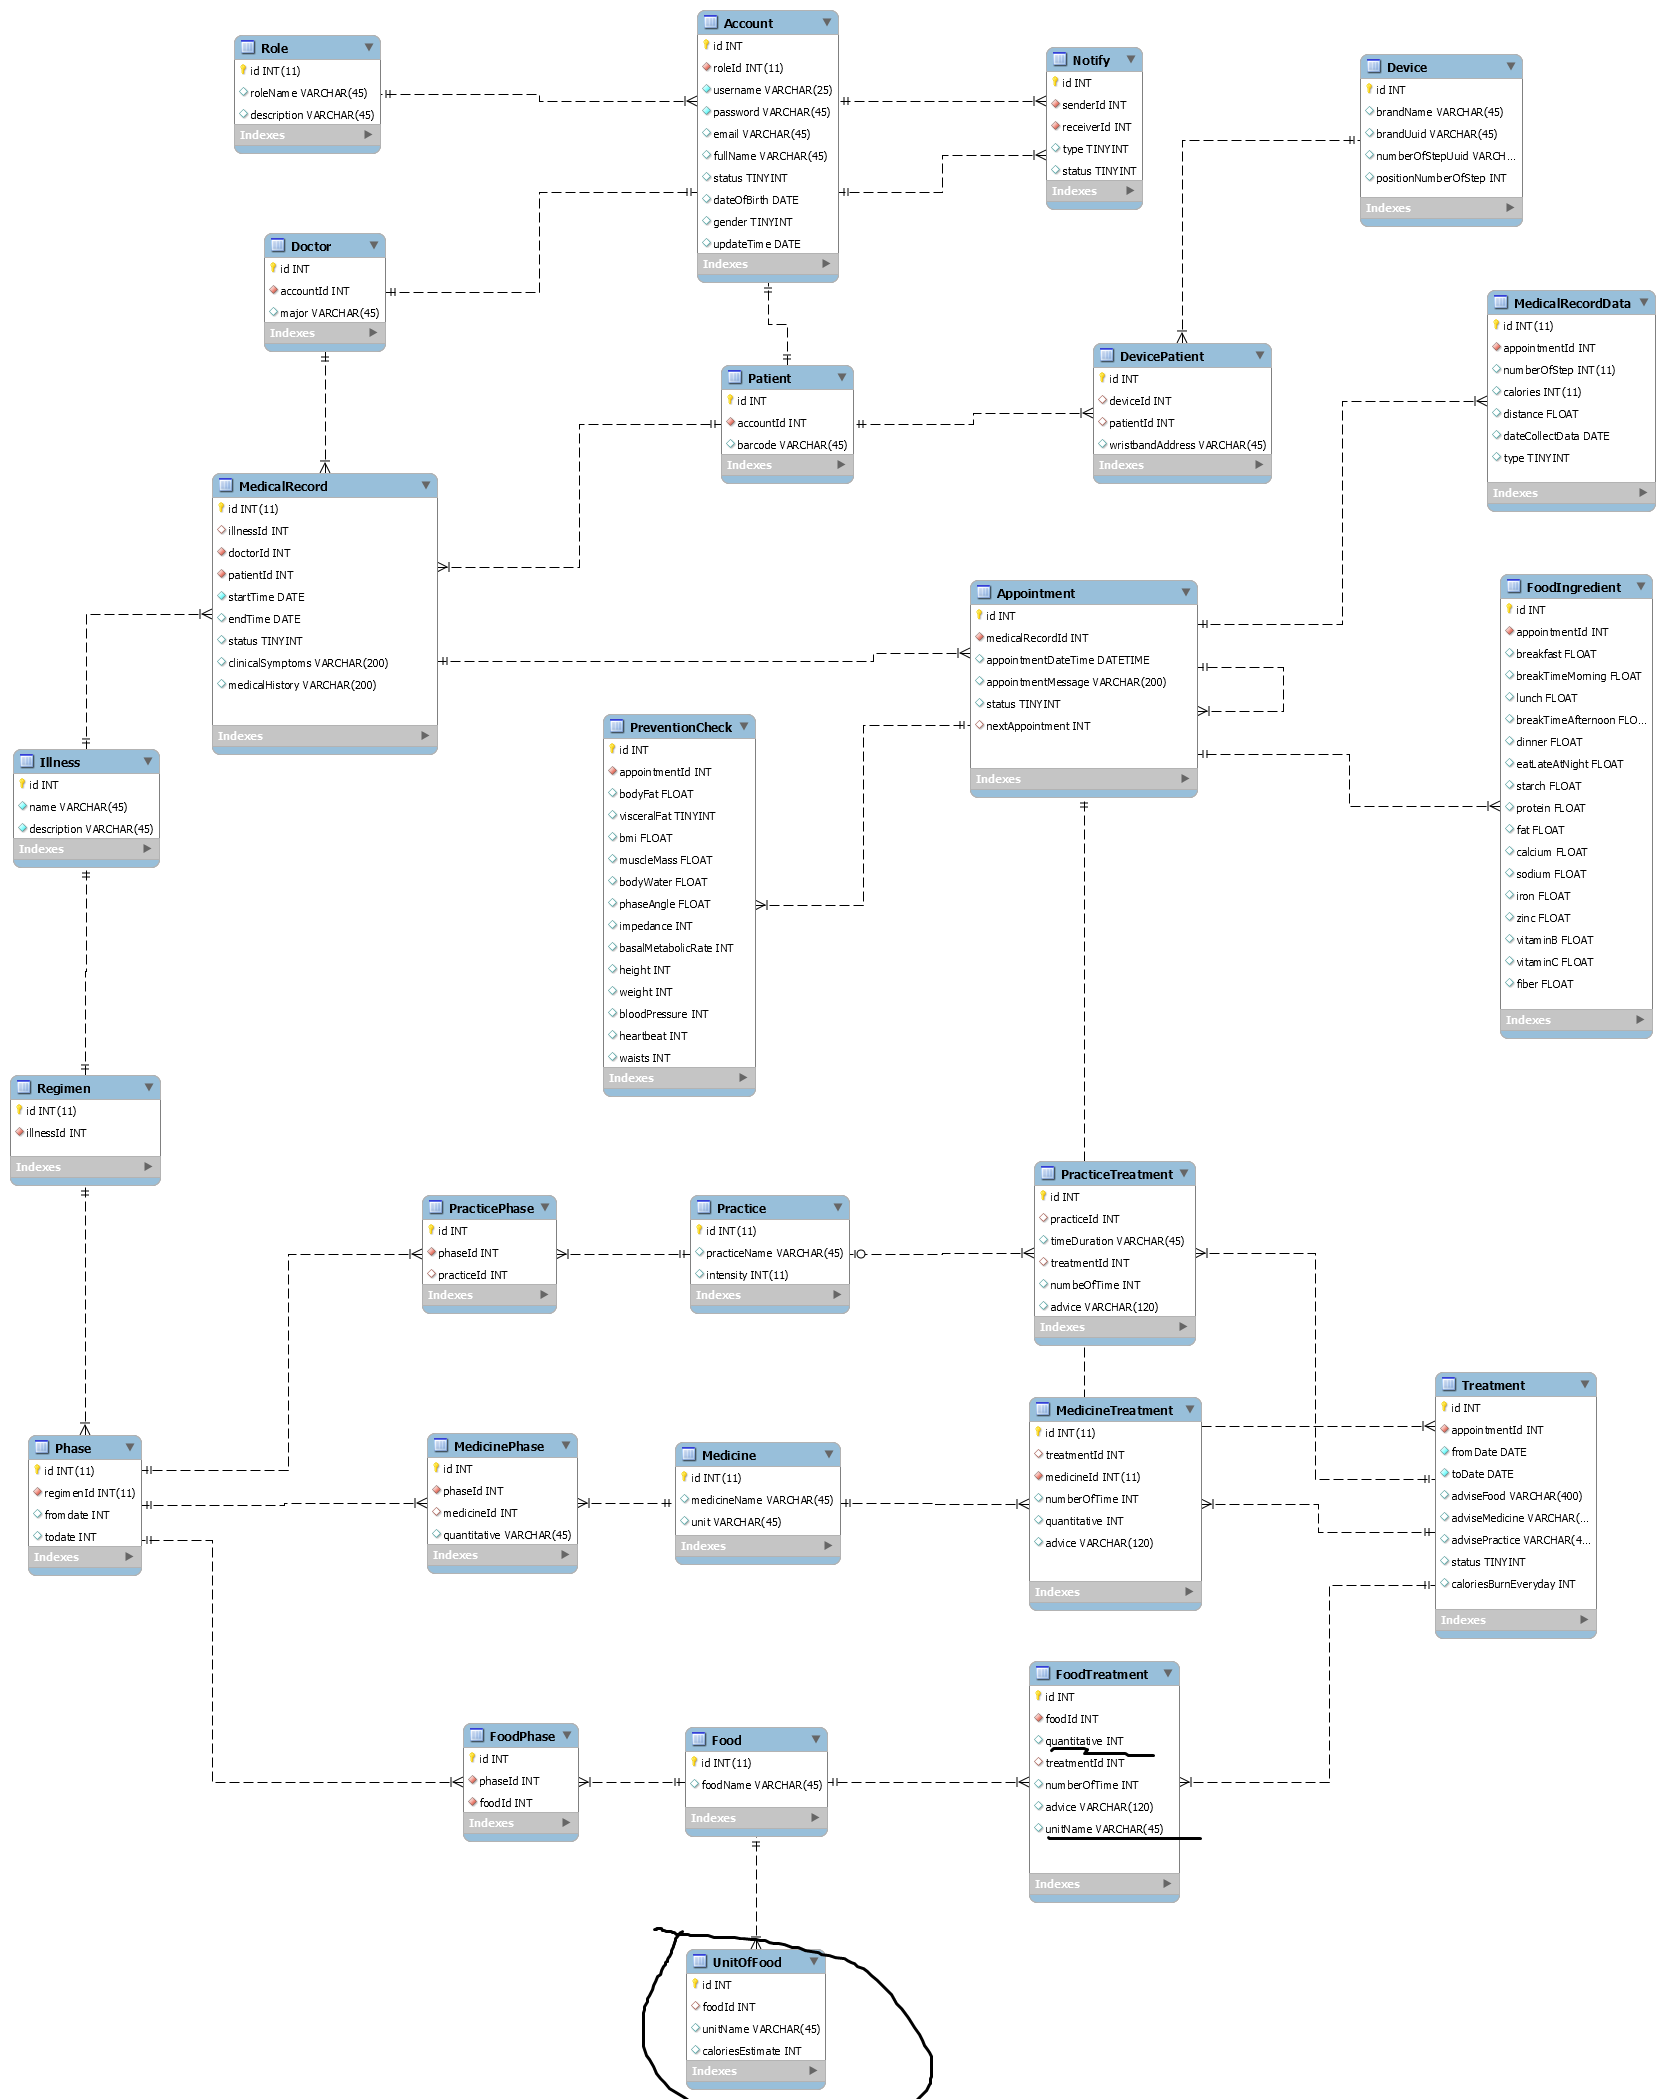 Role
id INT(11)
roleName VARCHAR(45)
description VARCHAR(45)
Indexes
Account
id INT
roleId INT(11)
username VARCHAR(25)
password VARCHAR(45)
email VARCHAR(45)
fullName VARCHAR(45)
status TINYINT
dateOfBirth DATE
gender TINYINT
updateTime DATE
Indexes
Notify
id INT
senderId INT
receiverId INT
type TINYINT
status TINYINT
Indexes
Device
id INT
brandName VARCHAR(45)
brandUuid VARCHAR(45)
numberOfStepUuid VARCH...
positionNumberOfStep INT
Indexes
Doctor
id INT
accountId INT
major VARCHAR(45)
Indexes
Patient
id INT
accountId INT
barcode VARCHAR(45)
Indexes
DevicePatient
id INT
deviceId INT
patientId INT
wristbandAddress VARCHAR(45)
Indexes
MedicalRecordData
id INT(11)
appointmentId INT
numberOfStep INT(11)
calories INT(11)
distance FLOAT
dateCollectData DATE
type TINYINT
Indexes
MedicalRecord
id INT(11)
illnessId INT
doctorId INT
patientId INT
startTime DATE
endTime DATE
status TINYINT
clinicalSymptoms VARCHAR(200)
medicalHistory VARCHAR(200)
Indexes
Appointment
id INT
medicalRecordId INT
appointmentDateTime DATETIME
appointmentMessage VARCHAR(200)
status TINYINT
nextAppointment INT
Indexes
FoodIngredient
id INT
appointmentId INT
breakfast FLOAT
breakTimeMorning FLOAT
lunch FLOAT
breakTimeAfternoon FLO...
dinner FLOAT
eatLateAtNight FLOAT
starch FLOAT
protein FLOAT
fat FLOAT
calcium FLOAT
sodium FLOAT
iron FLOAT
zinc FLOAT
vitaminB FLOAT
vitaminC FLOAT
fiber FLOAT
Indexes
PreventionCheck
id INT
appointmentId INT
bodyFat FLOAT
visceralFat TINYINT
bmi FLOAT
muscleMass FLOAT
bodyWater FLOAT
phaseAngle FLOAT
impedance INT
basalMetabolicRate INT
height INT
weight INT
bloodPressure INT
heartbeat INT
waists INT
Indexes
Illness
id INT
name VARCHAR(45)
description VARCHAR(45)
Indexes
Regimen
id INT(11)
illnessId INT
Indexes
PracticePhase
id INT
phaseId INT
practiceId INT
Indexes
Practice
id INT(11)
practiceName VARCHAR(45)
intensity INT(11)
Indexes
PracticeTreatment
id INT
practiceId INT
timeDuration VARCHAR(45)
treatmentId INT
numbeOfTime INT
advice VARCHAR(120)
Indexes
Phase
id INT(11)
regimenId INT(11)
fromdate INT
todate INT
Indexes
MedicinePhase
id INT
phaseId INT
medicineId INT
quantitative VARCHAR(45)
Indexes
Medicine
id INT(11)
medicineName VARCHAR(45)
unit VARCHAR(45)
Indexes
MedicineTreatment
id INT(11)
treatmentId INT
medicineId INT(11)
numberOfTime INT
quantitative INT
advice VARCHAR(120)
Indexes
Treatment
id INT
appointmentId INT
fromDate DATE
toDate DATE
adviseFood VARCHAR(400)
adviseMedicine VARCHAR(...
advisePractice VARCHAR(4...
status TINYINT
caloriesBurnEveryday INT
Indexes
FoodPhase
id INT
phaseId INT
foodId INT
Indexes
Food
id INT(11)
foodName VARCHAR(45)
Indexes
FoodTreatment
id INT
foodId INT
quantitative INT
treatmentId INT
numberOfTime INT
advice VARCHAR(120)
unitName VARCHAR(45)
Indexes
UnitOfFood
id INT
foodId INT
unitName VARCHAR(45)
caloriesEstimate INT
Indexes